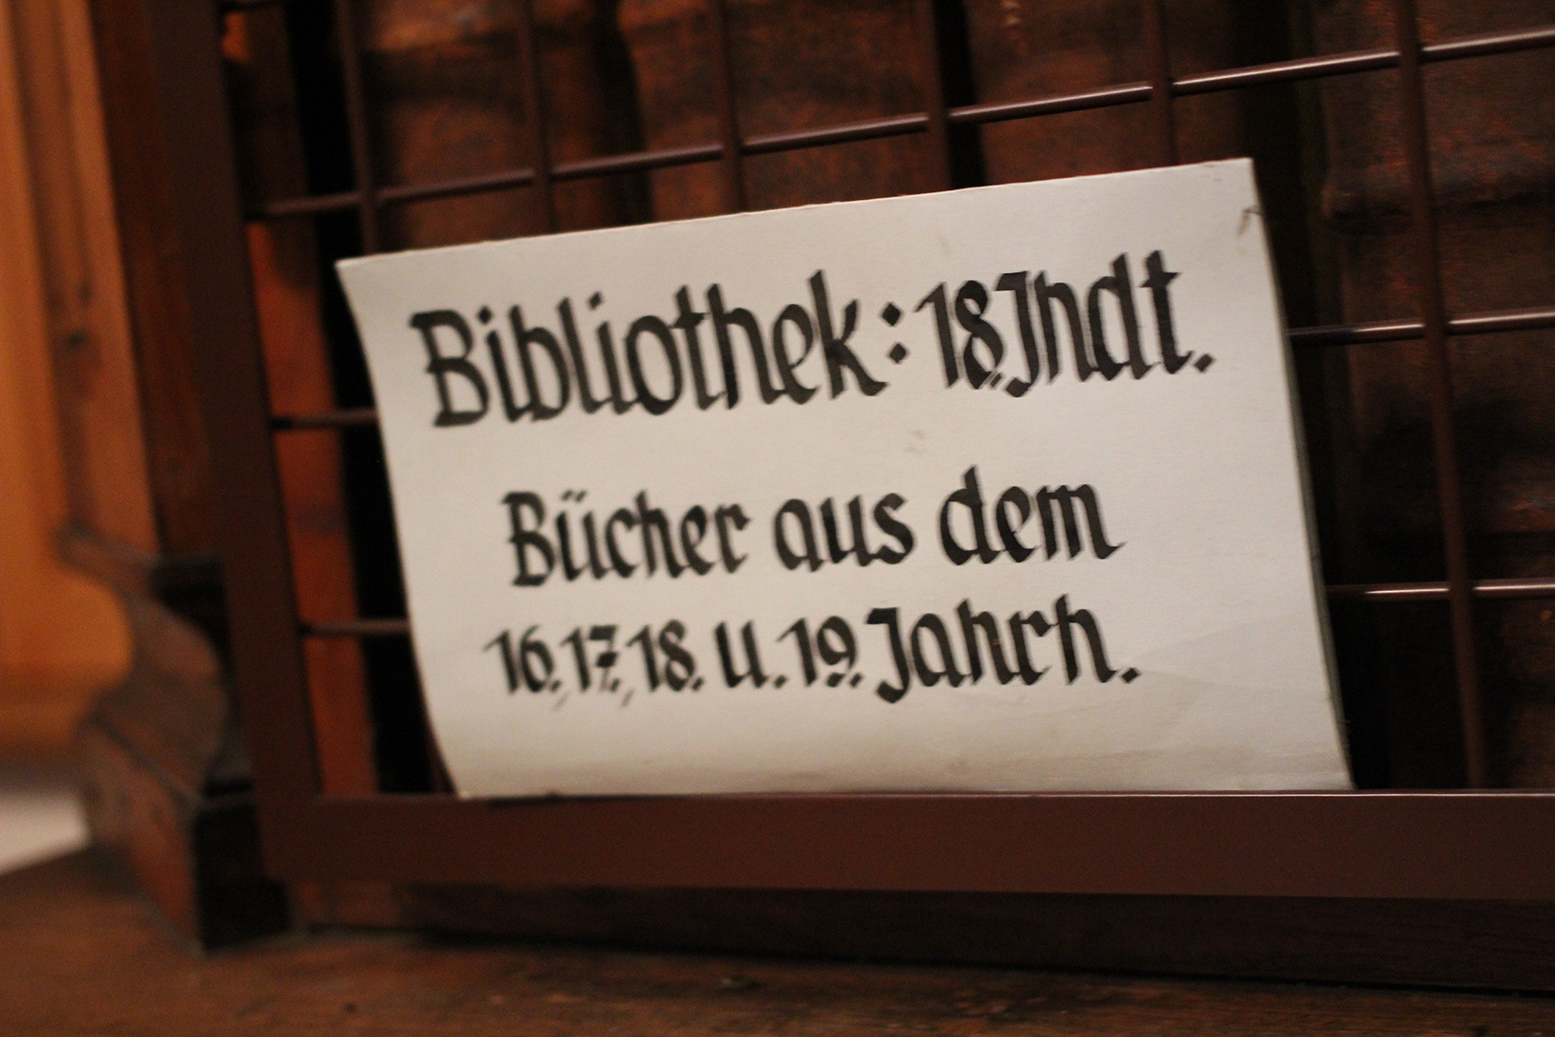 Bibliothek: 18. Jhdt.
Bücher aus dem
16., 17., 18. u. 19. Jahrh.